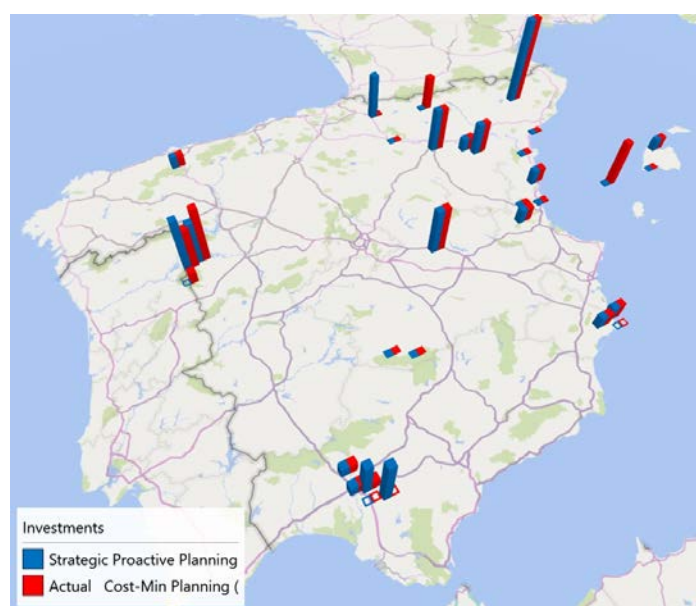 Investments
Strategic Proactive Planning
Actual Cost-Min Planning (